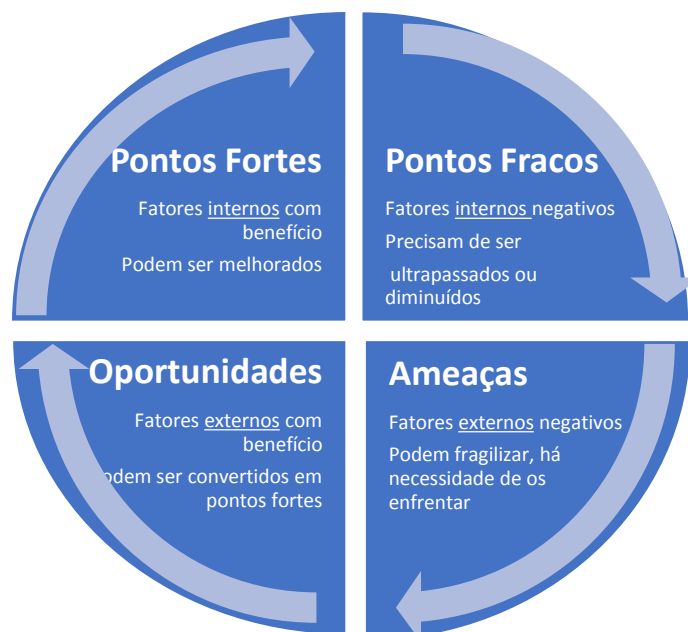 Pontos Fortes
Fatores internos com
benefício
Podem ser melhorados
Pontos Fracos
Fatores internos negativos
Precisam de ser
ultrapassados ou
diminuídos
Oportunidades
Fatores externos com
benefício
odem ser convertidos em
pontos fortes
Ameaças
Fatores externos negativos
Podem fragilizar, há
necessidade de os
enfrentar